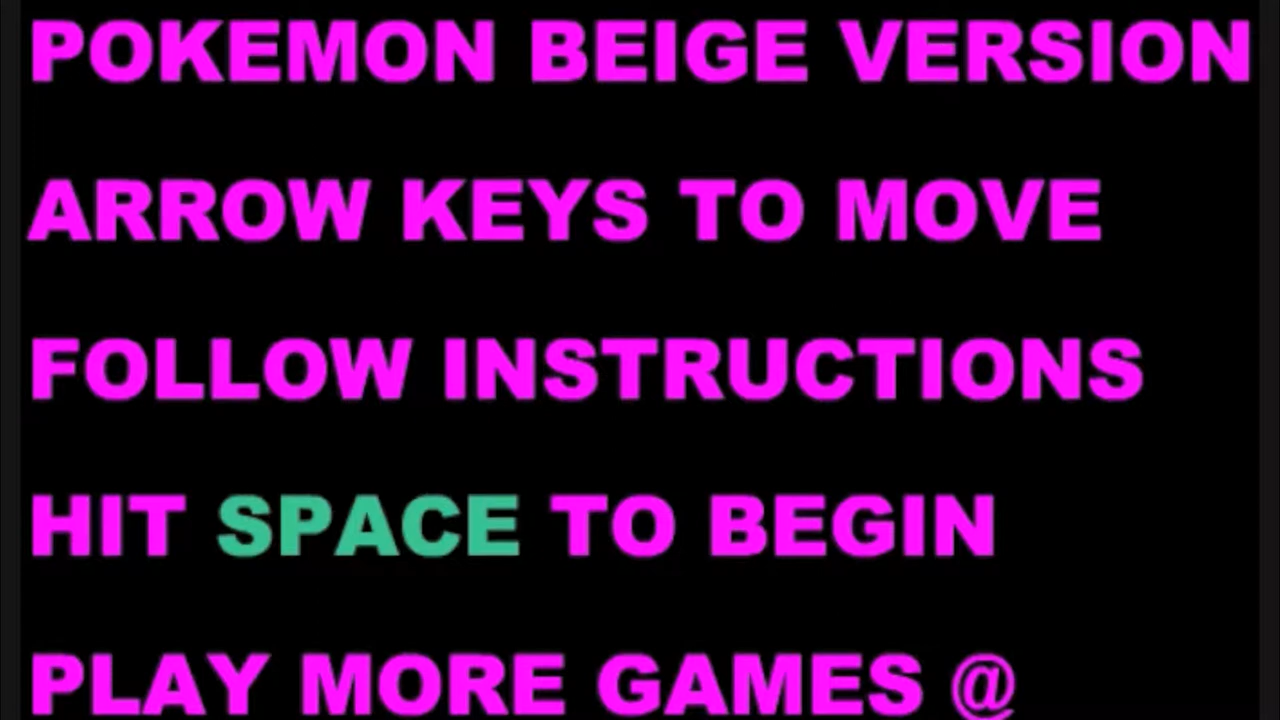 POKEMON BEIGE VERSION
ARROW KEYS TO MOVE
FOLLOW INSTRUCTIONS
HIT SPACE TO BEGIN
PLAY MORE GAMES @